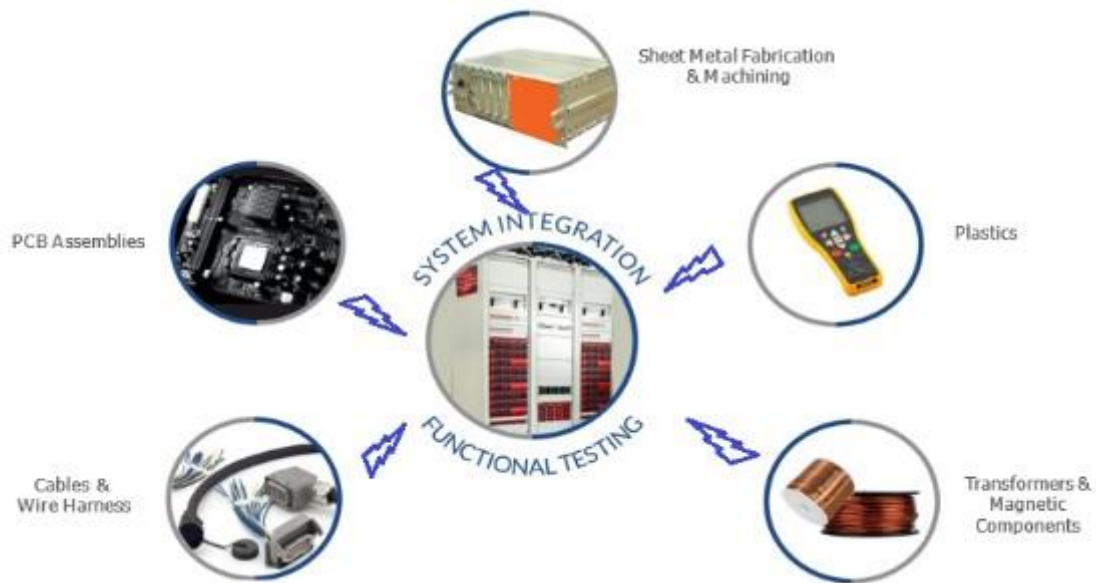 Sheet Metal Fabrication
& Machining
PCB Assemblies
SYSTEM INTEGRATION
Plastics
FUNCTIONAL TESTING
Cables &
Wire Harness
Transformers &
Magnetic
Components